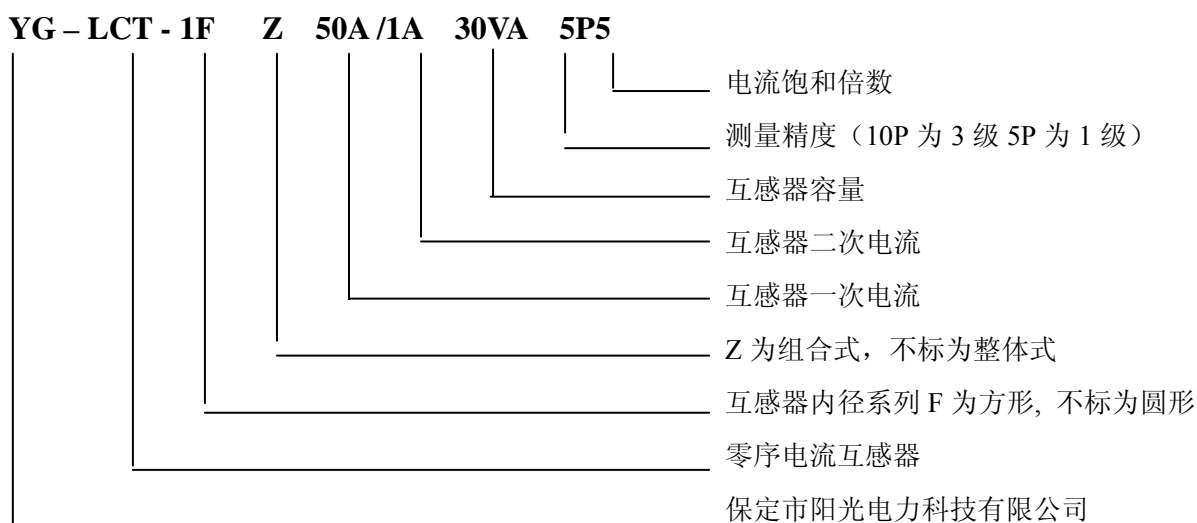 YG – LCT - 1F Z 50A /1A 30VA 5P5
电流饱和倍数
测量精度（10P 为 3 级 5P 为 1 级）
互感器容量
互感器二次电流
互感器一次电流
Z 为组合式，不标为整体式
互感器内径系列 F 为方形, 不标为圆形
零序电流互感器
保定市阳光电力科技有限公司